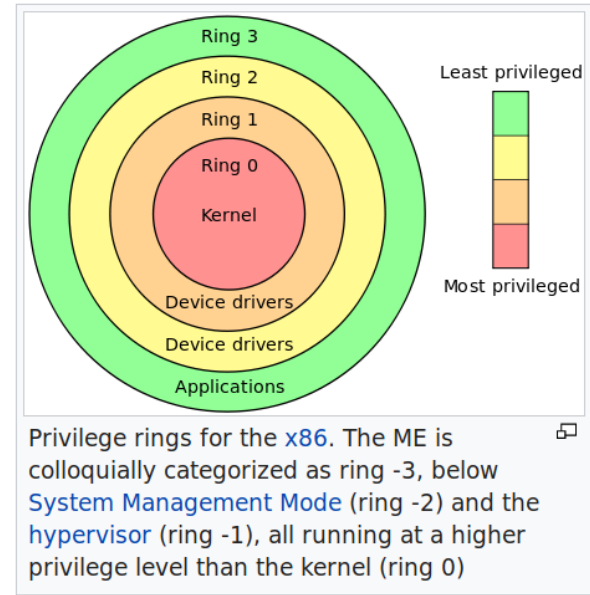 Ring 3
Ring 2
Ring 1
Ring 0
Kernel
Device drivers
Device drivers
Applications
Least privileged
Most privileged
Privilege rings for the x86. The ME is
colloquially categorized as ring -3, below
System Management Mode (ring -2) and the
hypervisor (ring -1), all running at a higher
privilege level than the kernel (ring 0)